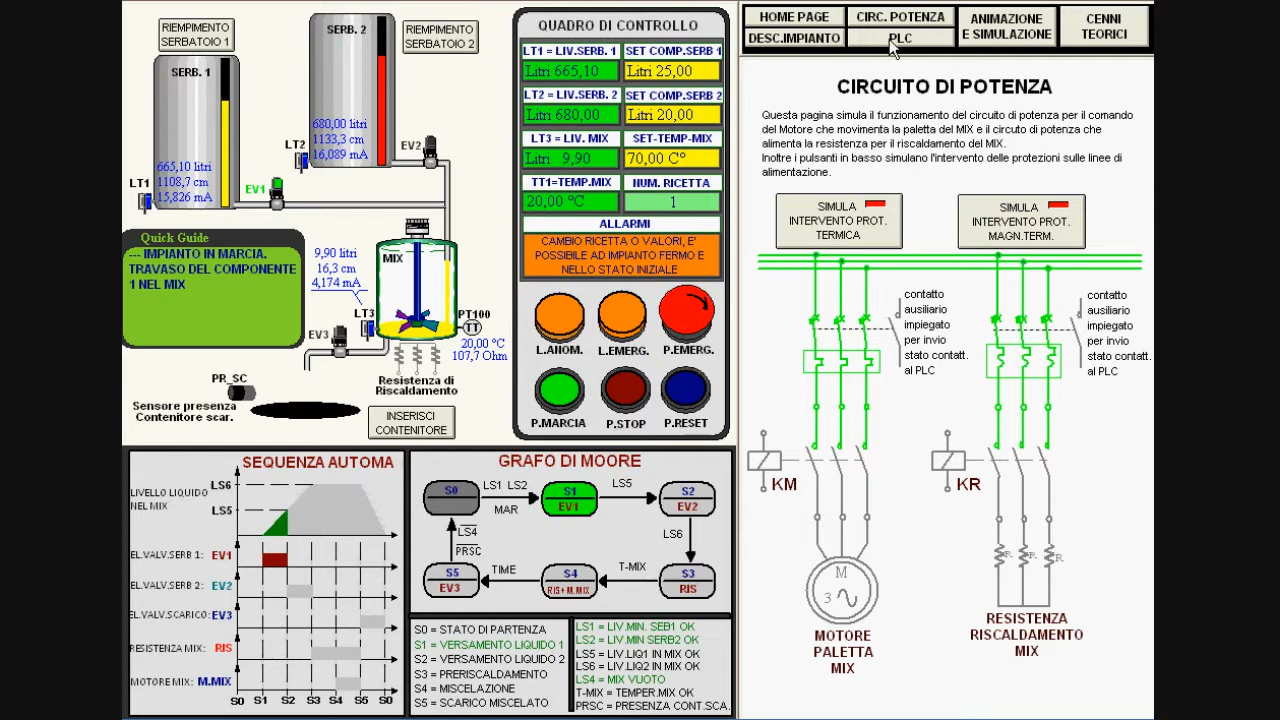 RIEMPIMENTO
SERBATOIO 1
SERB. 2
RIEMPIMENTO
SERBATOIO 2
SERB. 1
680,00 litri
1133,3 cm
16,089 mA
LT2
EV2
665,10 litri
1108,7 cm
15,826 mA
LT1
EV1
Quick Guide
--- IMPIANTO IN MARCIA.
TRAVASO DEL COMPONENTE
1 NEL MIX
9,90 litri
16,3 cm
4,174 mA
MIX
LT3
PT100
TT
20,00 °C
107,7 Ohm
EV3
Resistenza di
Riscaldamento
PR_SC
Sensore presenza
Contenitore scar.
INSERISCI
CONTENITORE
QUADRO DI CONTROLLO
LT1 = LIV.SERB. 1 SET COMP.SERB 1
Litri 665,10 Litri 25,00
LT2 = LIV.SERB. 2 SET COMP.SERB 2
Litri 680,00 Litri 20,00
LT3 = LIV. MIX SET-TEMP-MIX
Litri 9,90 70,00 C°
TT1=TEMP.MIX NUM. RICETTA
20,00 °C 1
ALLARMI
CAMBIO RICETTA O VALORI, E'
POSSIBILE AD IMPIANTO FERMO E
NELLO STATO INIZIALE
L.ANOM. L.EMERG. P.EMERG.
P.MARCIA P.STOP P.RESET
HOME PAGE CIRC. POTENZA ANIMAZIONE
E SIMULAZIONE CENNI
TEORICI
DESC.IMPIANTO PLC
CIRCUITO DI POTENZA
Questa pagina simula il funzionamento del circuito di potenza per il comando
del Motore che movimenta la paletta del MIX e il circuto di potenza che
alimenta la resistenza per il riscaldamento del MIX.
Inoltre i pulsanti in basso simulano l'intervento delle protezioni sulle linee di
alimentazione.
SIMULA
INTERVENTO PROT.
TERMICA
SIMULA
INTERVENTO PROT.
MAGN.TERM.
contatto
ausiliario
impiegato
per invio
stato contatt.
al PLC
contatto
ausiliario
impiegato
per invio
stato contatt.
al PLC
KM
KR
M
3
R R R
MOTORE
PALETTA
MIX
RESISTENZA
RISCALDAMENTO
MIX
SEQUENZA AUTOMA
LIVELLO LIQUIDO
NEL MIX
LS6
LS5
EL.VALV.SERB 1: EV1
EL.VALV.SERB 2: EV2
EL.VALV.SCARICO: EV3
RESISTENZA MIX: RIS
MOTORE MIX: M.MIX
S0 S1 S2 S3 S4 S5 S0
GRAFO DI MOORE
S0
LS1 LS2
MAR
S1
EV1
LS5
S2
EV2
LS6
S3
RIS
T-MIX
S4
RIS+M.MIX
TIME
S5
EV3
LS4
PRSC
S0 = STATO DI PARTENZA
S1 = VERSAMENTO LIQUIDO 1
S2 = VERSAMENTO LIQUIDO 2
S3 = PRERISCALDAMENTO
S4 = MISCELAZIONE
S5 = SCARICO MISCELATO
LS1 = LIV.MIN. SEB1 OK
LS2 = LIV.MIN SERB2 OK
LS5 = LIV.LIQ1 IN MIX OK
LS6 = LIV.LIQ2 IN MIX OK
LS4 = MIX VUOTO
T-MIX = TEMPER.MIX OK
PRSC = PRESENZA CONT.SCA.